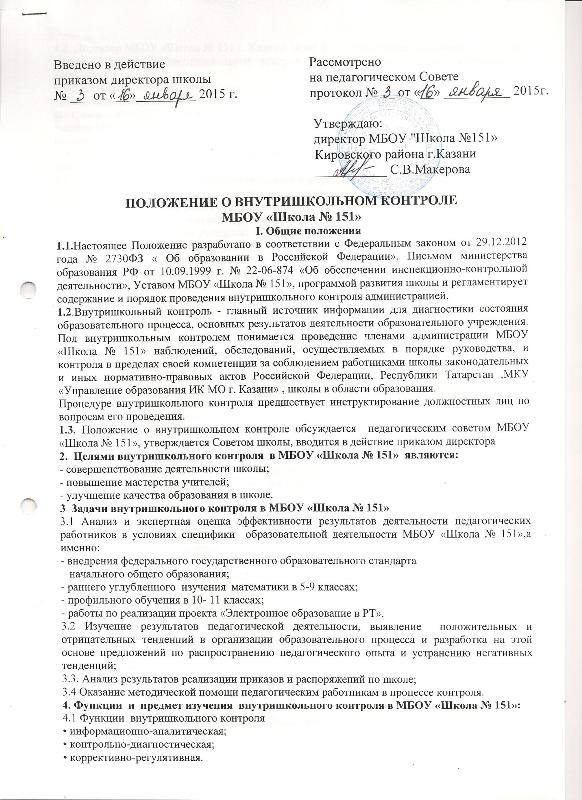 Введено в действие
приказом директора школы
№ 3 от «16» января 2015 г.
Рассмотрено
на педагогическом Совете
протокол № 3 от «16» января 2015г.
Утверждаю:
директор МБОУ "Школа №151»
Кировского района г.Казани
С.В.Макерова
ПОЛОЖЕНИЕ О ВНУТРИШКОЛЬНОМ КОНТРОЛЕ
МБОУ «Школа № 151»
I. Общие положения
1.1.Настоящее Положение разработано в соответствии с Федеральным законом от 29.12.2012
года № 2730ФЗ « Об образовании в Российской Федерации», Письмом министерства
образования РФ от 10.09.1999 г. № 22-06-874 «Об обеспечении инспекционно-контрольной
деятельности», Уставом МБОУ «Школа № 151», программой развития школы и регламентирует
содержание и порядок проведения внутришкольного контроля администрацией.
1.2.Внутришкольный контроль - главный источник информации для диагностики состояния
образовательного процесса, основных результатов деятельности образовательного учреждения.
Под внутришкольным контролем понимается проведение членами администрации МБОУ
«Школа № 151» наблюдений, обследований, осуществляемых в порядке руководства, и
контроля в пределах своей компетенции за соблюдением работниками школы законодательных
и иных нормативно-правовых актов Российской Федерации, Республики Татарстан ,МКУ
«Управление образования ИК МО г. Казани» , школы в области образования.
Процедуре внутришкольного контроля предшествует инструктирование должностных лиц по
вопросам его проведения.
1.3. Положение о внутришкольном контроле обсуждается педагогическим советом МБОУ
«Школа № 151», утверждается Советом школы, вводится в действие приказом директора
2. Целями внутришкольного контроля в МБОУ «Школа № 151» являются:
- совершенствование деятельности школы;
- повышение мастерства учителей;
- улучшение качества образования в школе.
3 Задачи внутришкольного контроля в МБОУ «Школа № 151»
3.1 Анализ и экспертная оценка эффективности результатов деятельности педагогических
работников в условиях специфики образовательной деятельности МБОУ «Школа № 151»,а
именно:
- внедрения федерального государственного образовательного стандарта
начального общего образования;
- раннего углубленного изучения математики в 5-9 классах;
- профильного обучения в 10- 11 классах;
- работы по реализации проекта «Электронное образование в РТ».
3.2 Изучение результатов педагогической деятельности, выявление положительных и
отрицательных тенденций в организации образовательного процесса и разработка на этой
основе предложений по распространению педагогического опыта и устранению негативных
тенденций;
3.3. Анализ результатов реализации приказов и распоряжений по школе;
3.4 Оказание методической помощи педагогическим работникам в процессе контроля.
4. Функции и предмет изучения внутришкольного контроля в МБОУ «Школа № 151»:
4.1 Функции внутришкольного контроля
• информационно-аналитическая;
• контрольно-диагностическая;
• коррективно-регулятивная.